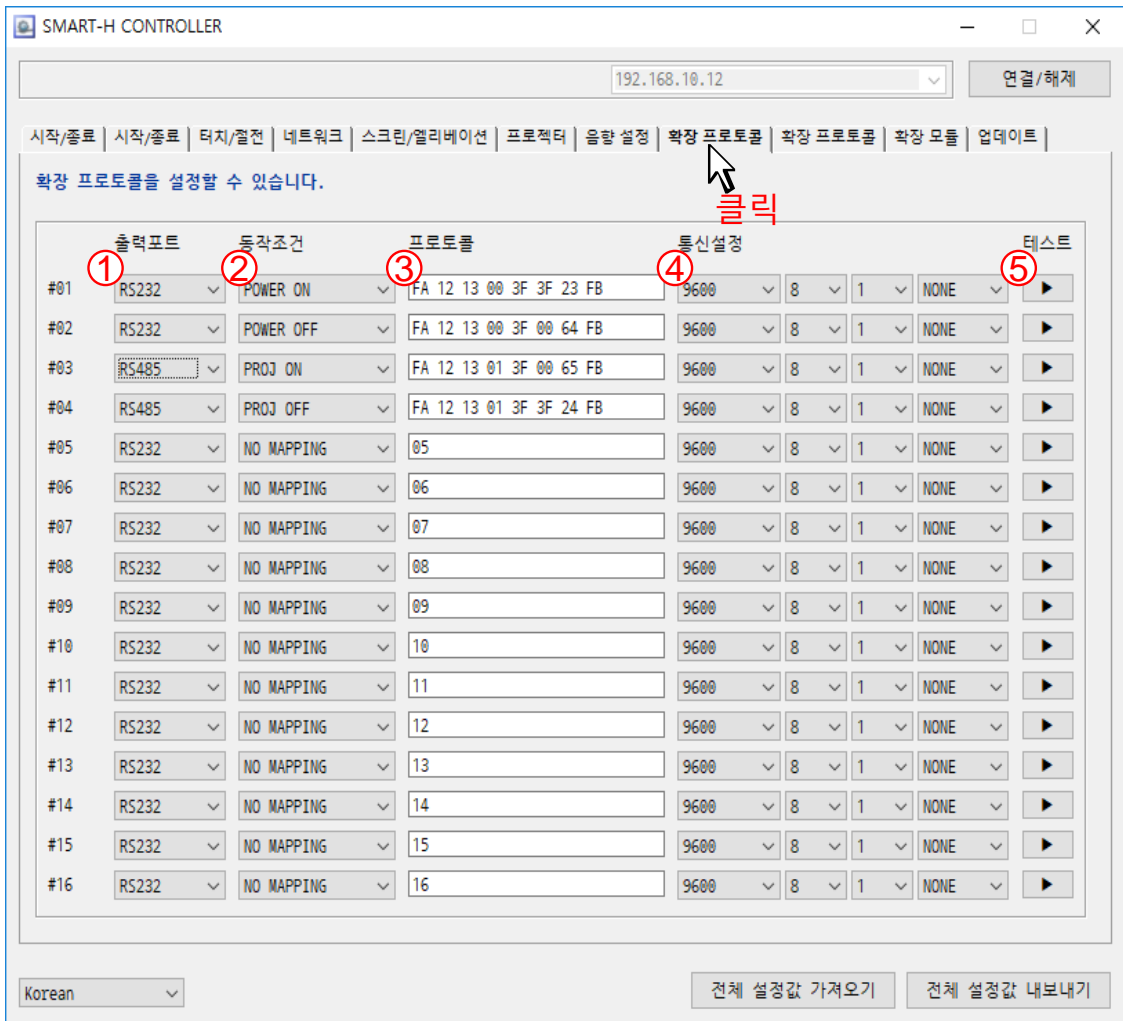 SMART-H CONTROLLER
192.168.10.12 연결/해제
시작/종료 시작/종료 터치/절전 네트워크 스크린/엘리베이션 프로젝터 음향 설정 확장 프로토콜 확장 프로토콜 확장 모듈 업데이트
확장 프로토콜을 설정할 수 있습니다.
클릭
출력포트 동작조건 프로토콜 통신설정 테스트
① ② ③ ④ ⑤
#01 RS232 POWER ON FA 12 13 00 3F 3F 23 FB 9600 8 1 NONE
#02 RS232 POWER OFF FA 12 13 00 3F 00 64 FB 9600 8 1 NONE
#03 RS485 PROJ ON FA 12 13 01 3F 00 65 FB 9600 8 1 NONE
#04 RS485 PROJ OFF FA 12 13 01 3F 3F 24 FB 9600 8 1 NONE
#05 RS232 NO MAPPING 05 9600 8 1 NONE
#06 RS232 NO MAPPING 06 9600 8 1 NONE
#07 RS232 NO MAPPING 07 9600 8 1 NONE
#08 RS232 NO MAPPING 08 9600 8 1 NONE
#09 RS232 NO MAPPING 09 9600 8 1 NONE
#10 RS232 NO MAPPING 10 9600 8 1 NONE
#11 RS232 NO MAPPING 11 9600 8 1 NONE
#12 RS232 NO MAPPING 12 9600 8 1 NONE
#13 RS232 NO MAPPING 13 9600 8 1 NONE
#14 RS232 NO MAPPING 14 9600 8 1 NONE
#15 RS232 NO MAPPING 15 9600 8 1 NONE
#16 RS232 NO MAPPING 16 9600 8 1 NONE
Korean 전체 설정값 가져오기 전체 설정값 내보내기